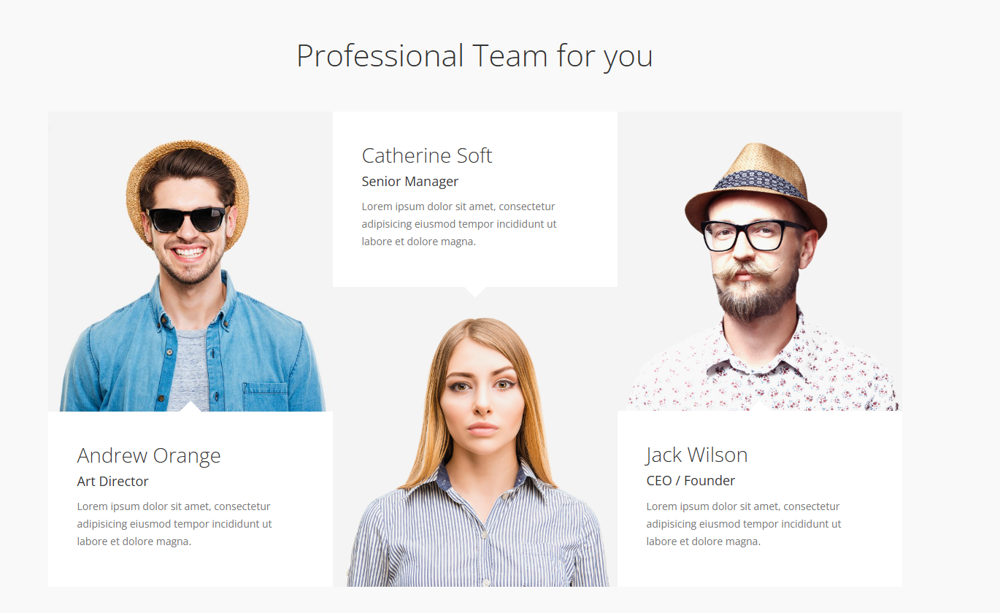 Professional Team for you
Catherine Soft
Senior Manager
Lorem ipsum dolor sit amet, consectetur
adipisicing eiusmod tempor incididunt ut
labore et dolore magna.
Andrew Orange
Art Director
Lorem ipsum dolor sit amet, consectetur
adipisicing eiusmod tempor incididunt ut
labore et dolore magna.
Jack Wilson
CEO / Founder
Lorem ipsum dolor sit amet, consectetur
adipisicing eiusmod tempor incididunt ut
labore et dolore magna.